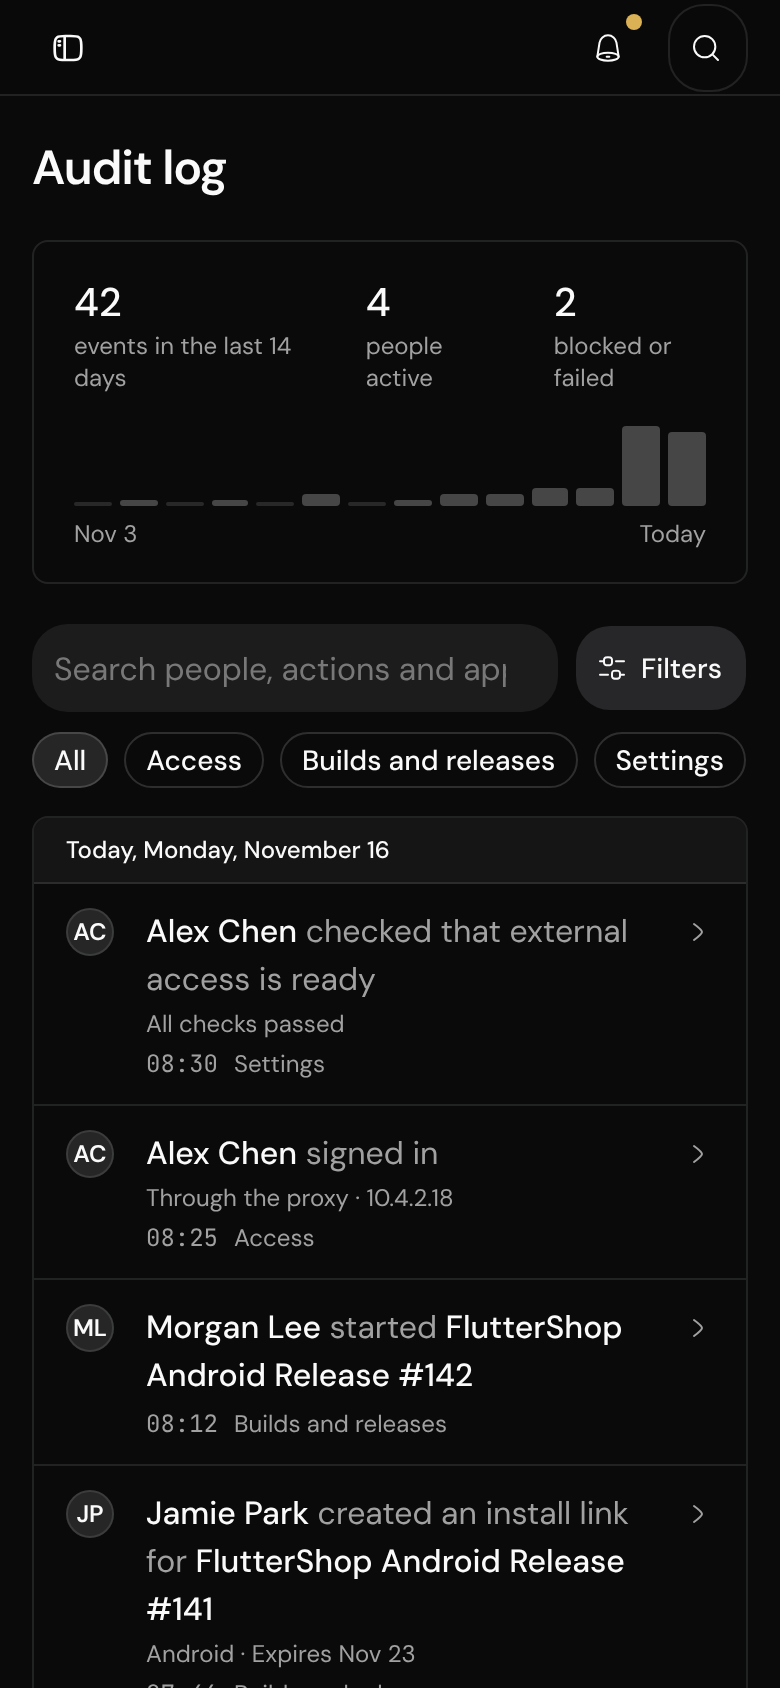 Audit log
42
events in the last 14
days
4
people
active
2
blocked or
failed
Nov 3
Today
Search people, actions and
Filters
All
Access
Builds and releases
Settings
Today, Monday, November 16
AC
Alex Chen checked that external
access is ready
All checks passed
08:30 Settings
AC
Alex Chen signed in
Through the proxy · 10.4.2.18
08:25 Access
ML
Morgan Lee started FlutterShop
Android Release #142
08:12 Builds and releases
JP
Jamie Park created an install link
for FlutterShop Android Release
#141
Android · Expires Nov 23